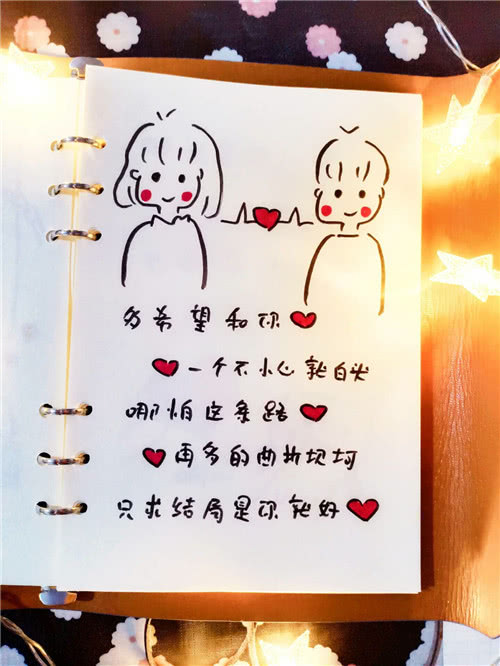 多希望和你
一个不小心就白头
哪怕这条路
再多的曲折坎坷
只求结局是你就好